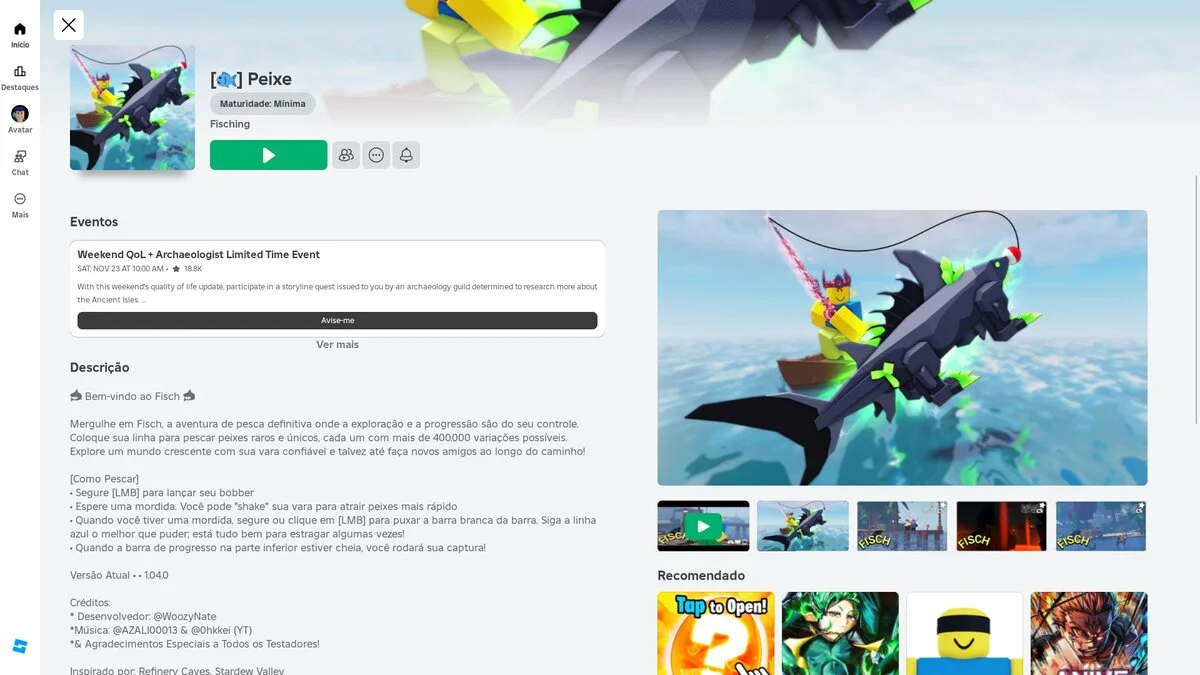 Início
Destaques
Avatar
Chat
Mais
[🐟] Peixe
Maturidade: Mínima
Fisching
Eventos
Weekend QoL + Archaeologist Limited Time Event
SAT, NOV 23 AT 10:00 AM • ★ 18.8K
With this weekend's quality of life update, participate in a storyline quest issued to you by an archaeology guild determined to research more about
the Ancient Isles. ...
Avise-me
Ver mais
Descrição
Bem-vindo ao Fisch
Mergulhe em Fisch, a aventura de pesca definitiva onde a exploração e a progressão são do seu controle.
Coloque sua linha para pescar peixes raros e únicos, cada um com mais de 400.000 variações possíveis.
Explore um mundo crescente com sua vara confiável e talvez até faça novos amigos ao longo do caminho!
[Como Pescar]
• Segure [LMB] para lançar seu bobber
• Espere uma mordida. Você pode "shake" sua vara para atrair peixes mais rápido
• Quando você tiver uma mordida, segure ou clique em [LMB] para puxar a barra branca da barra. Siga a linha
azul o melhor que puder, está tudo bem para estragar algumas vezes!
• Quando a barra de progresso na parte inferior estiver cheia, você rodará sua captura!
Versão Atual • • 1.04.0
Créditos:
* Desenvolvedor: @WoozyNate
*Música: @AZALI00013 & @0hkkei (YT)
*& Agradecimentos Especiais a Todos os Testadores!
Inspirado por: Refinery Caves, Stardew Valley
FISCH
FISCH
FISCH
Recomendado
Tap to Open!
ANIME